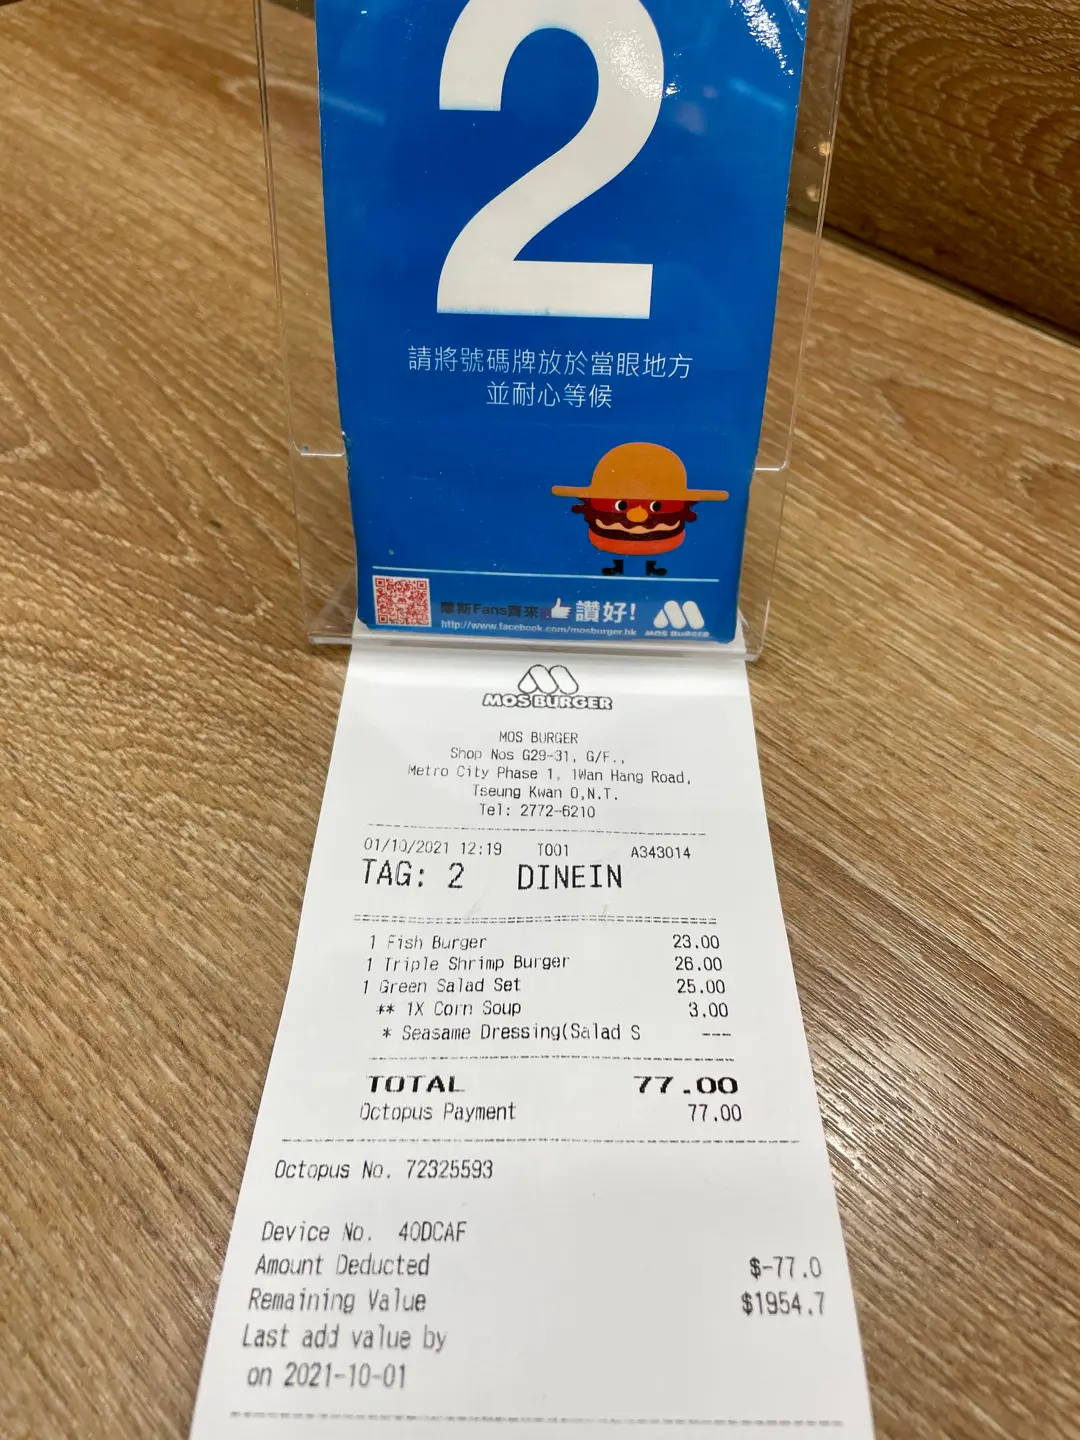 2
請將號碼牌放於當眼地方
並耐心等候
摩斯Fans齊來 讚好!
http://www.facebook.com/mosburger.hk
MOS BURGER
MOS BURGER
MOS BURGER
Shop Nos G29-31, G/F.,
Metro City Phase 1, 1Wan Hang Road,
Tseung Kwan O,N.T.
Tel: 2772-6210
01/10/2021 12:19 T001 A343014
TAG: 2 DINEIN
1 Fish Burger 23.00
1 Triple Shrimp Burger 26.00
1 Green Salad Set 25.00
** 1X Corn Soup 3.00
* Seasame Dressing(Salad S ---
TOTAL 77.00
Octopus Payment 77.00
Octopus No. 72325593
Device No. 40DCAF
Amount Deducted $-77.0
Remaining Value $1954.7
Last add value by
on 2021-10-01